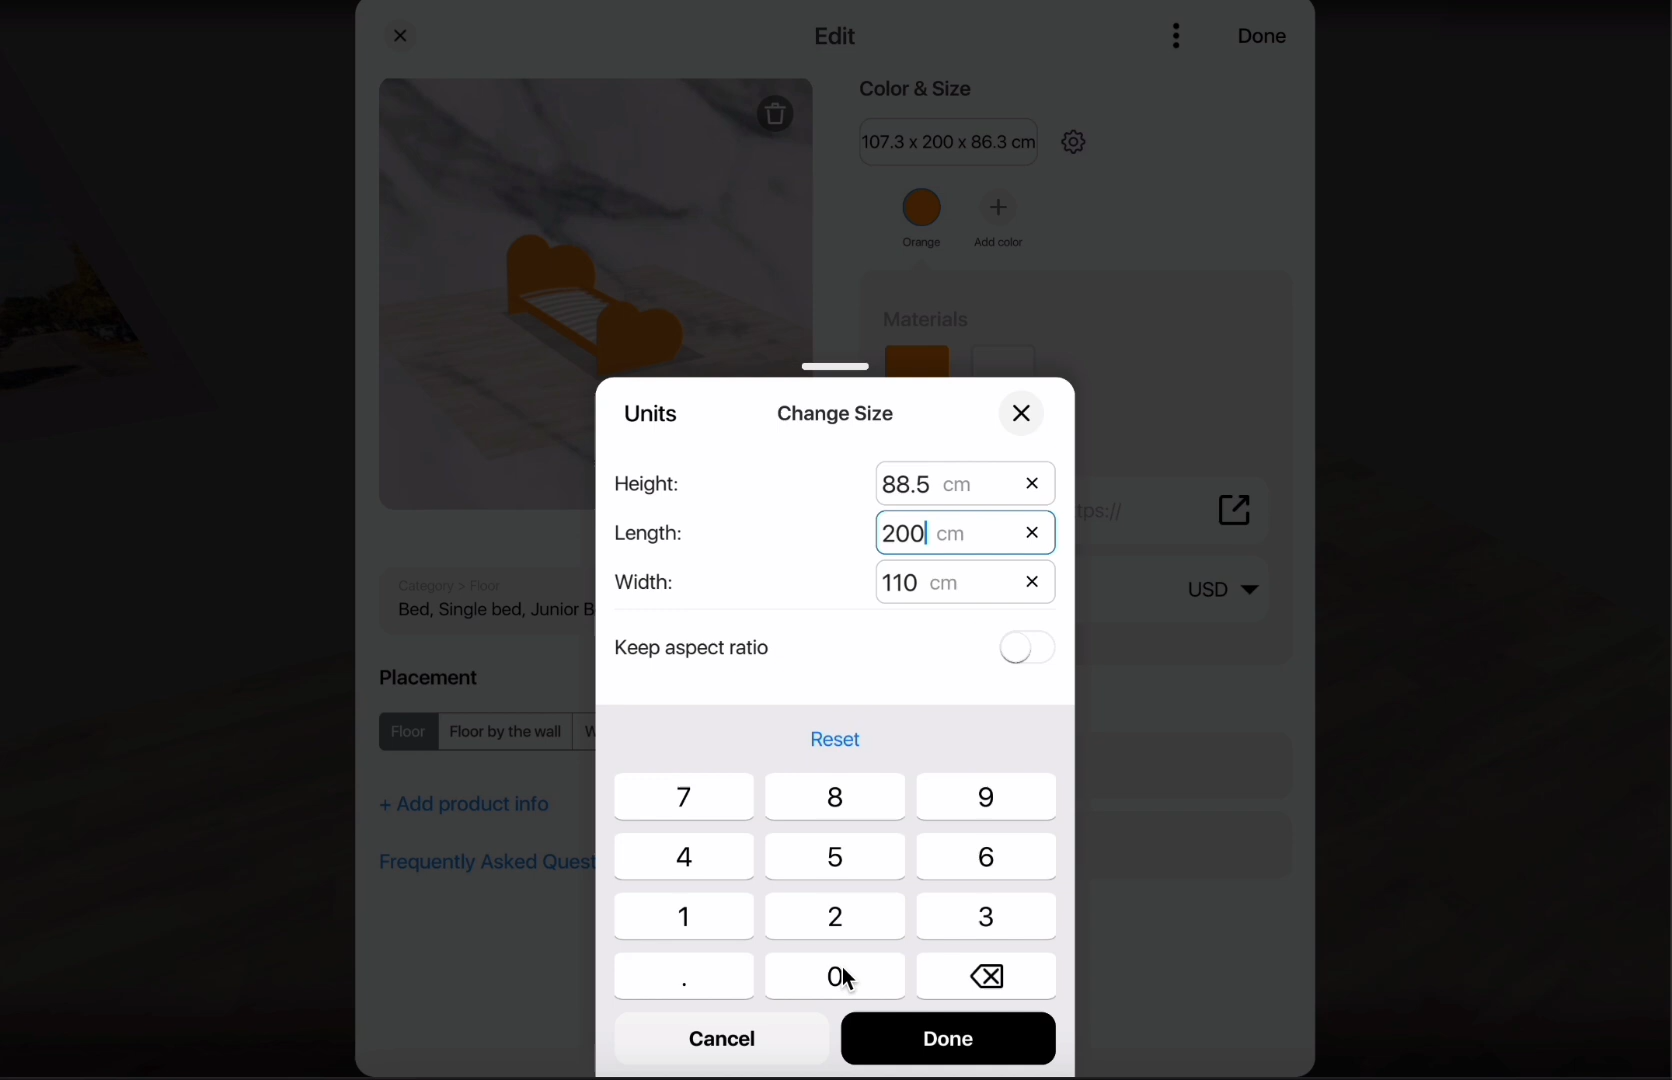 Edit
Done
Color & Size
107.3 x 200 x 86.3 cm
Orange
Add color
Materials
Units
Change Size
Height:
88.5 cm
Length:
200 cm
tps://
Width:
110 cm
USD
Category > Floor
Bed, Single bed, Junior B
Keep aspect ratio
Placement
Floor
Floor by the wall
W
Reset
+ Add product info
7
8
9
Frequently Asked Quest
4
5
6
1
2
3
.
0
Cancel
Done